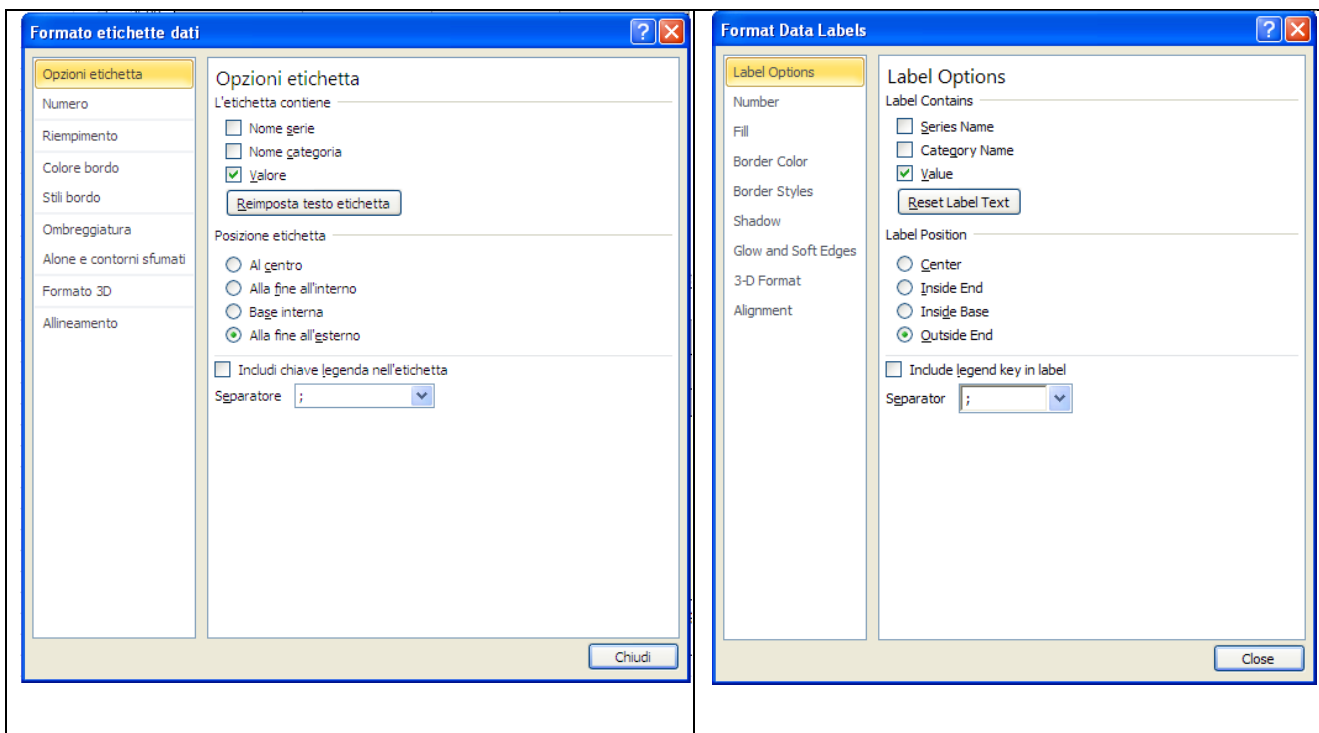 Formato etichette dati
Opzioni etichetta
Numero
Riempimento
Colore bordo
Stili bordo
Ombreggiatura
Alone e contorni sfumati
Formato 3D
Allineamento
Opzioni etichetta
L'etichetta contiene
Nome serie
Nome categoria
Valore
Reimposta testo etichetta
Posizione etichetta
Al centro
Alla fine all'interno
Base interna
Alla fine all'esterno
Includi chiave legenda nell'etichetta
Separatore ;
Chiudi
Format Data Labels
Label Options
Number
Fill
Border Color
Border Styles
Shadow
Glow and Soft Edges
3-D Format
Alignment
Label Options
Label Contains
Series Name
Category Name
Value
Reset Label Text
Label Position
Center
Inside End
Inside Base
Outside End
Include legend key in label
Separator ;
Close